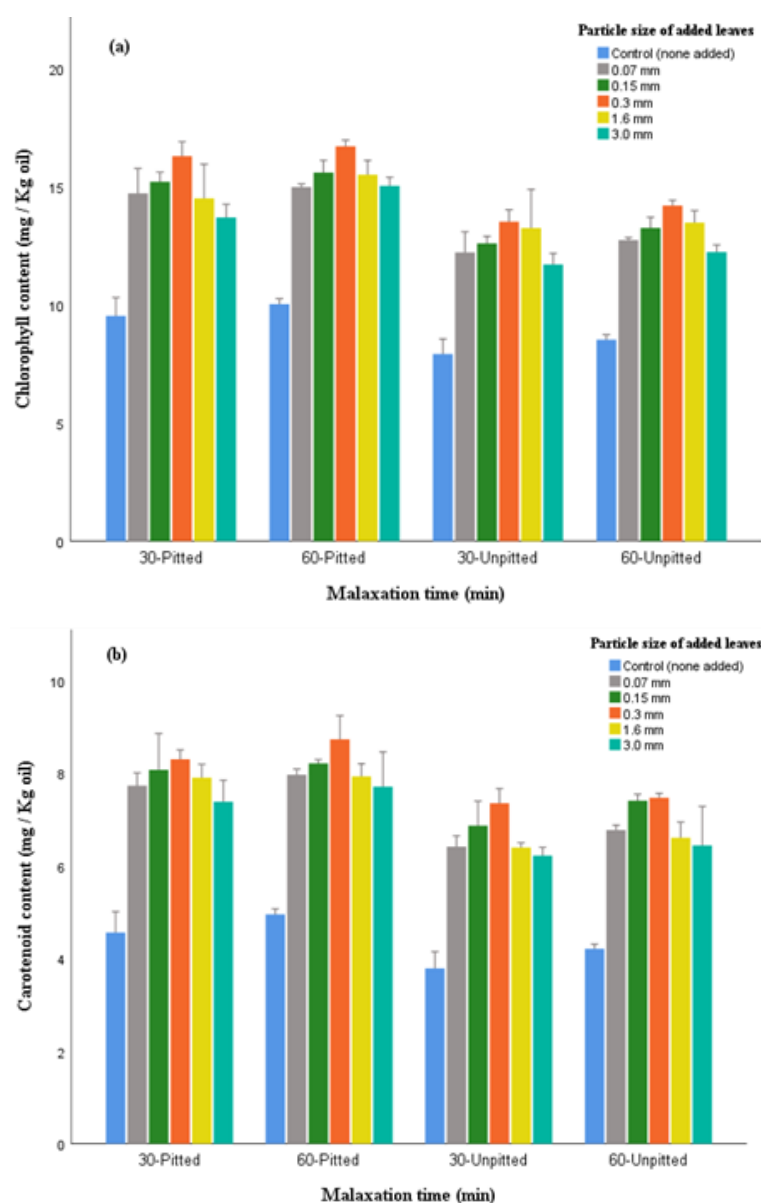 (a)
Particle size of added leaves
Control (none added)
0.07 mm
0.15 mm
0.3 mm
1.6 mm
3.0 mm
Chlorophyll content (mg / Kg oil)
20
15
10
5
0
30-Pitted 60-Pitted 30-Unpitted 60-Unpitted
Malaxation time (min)
(b)
Particle size of added leaves
Control (none added)
0.07 mm
0.15 mm
0.3 mm
1.6 mm
3.0 mm
Carotenoid content (mg / Kg oil)
10
8
6
4
2
0
30-Pitted 60-Pitted 30-Unpitted 60-Unpitted
Malaxation time (min)